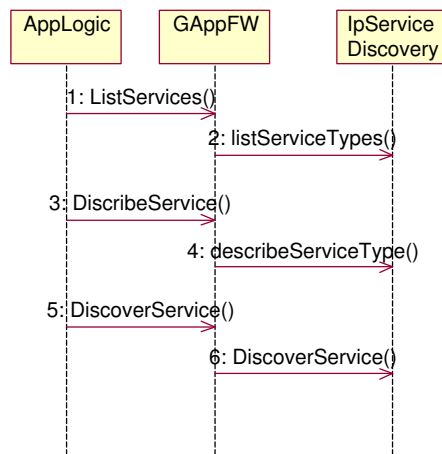 AppLogic
GAppFW
IpService
Discovery
1: ListServices()
2: listServiceTypes()
3: DiscribeService()
4: describeServiceType()
5: DiscoverService()
6: DiscoverService()